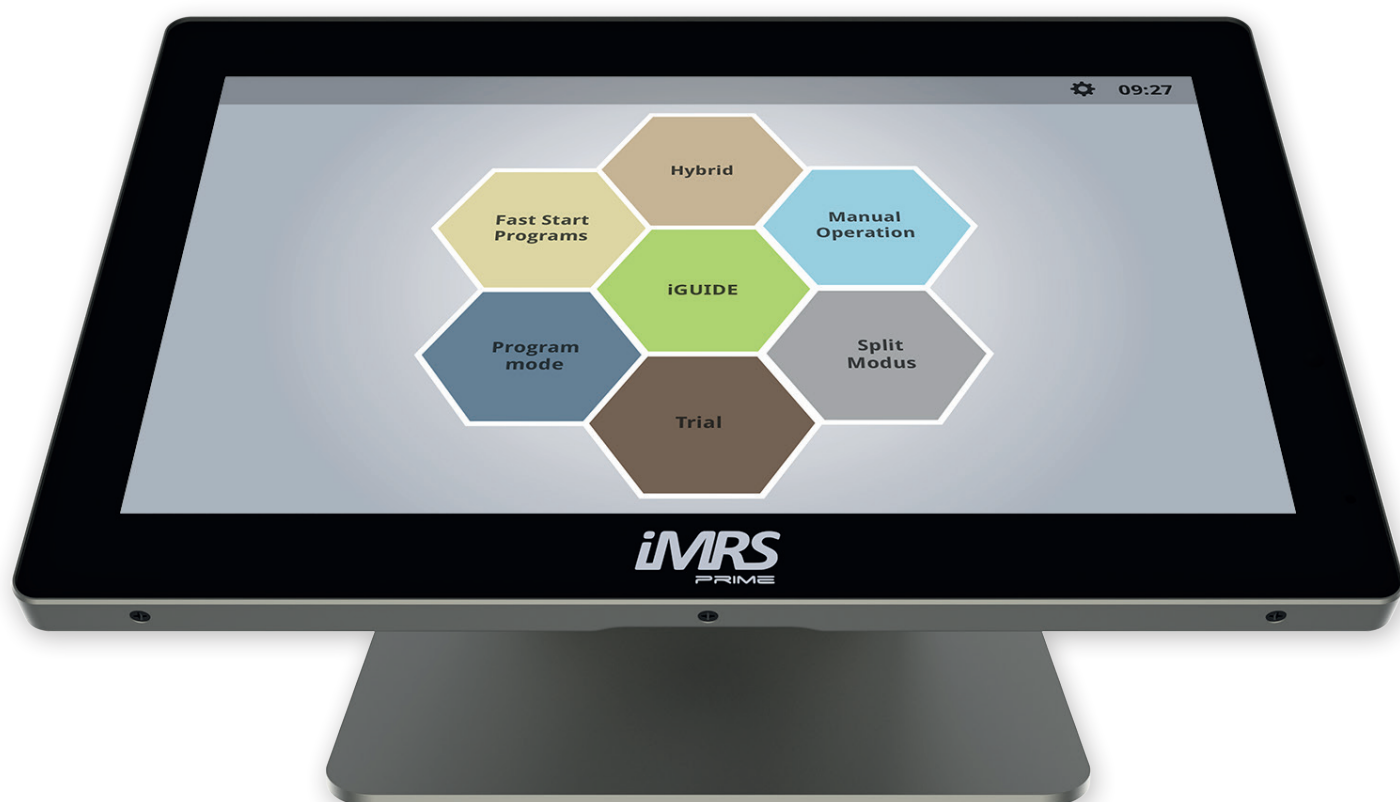 09:27
Hybrid
Fast Start
Programs
Manual
Operation
iGUIDE
Program
mode
Split
Modus
Trial
iMRS
PRIME